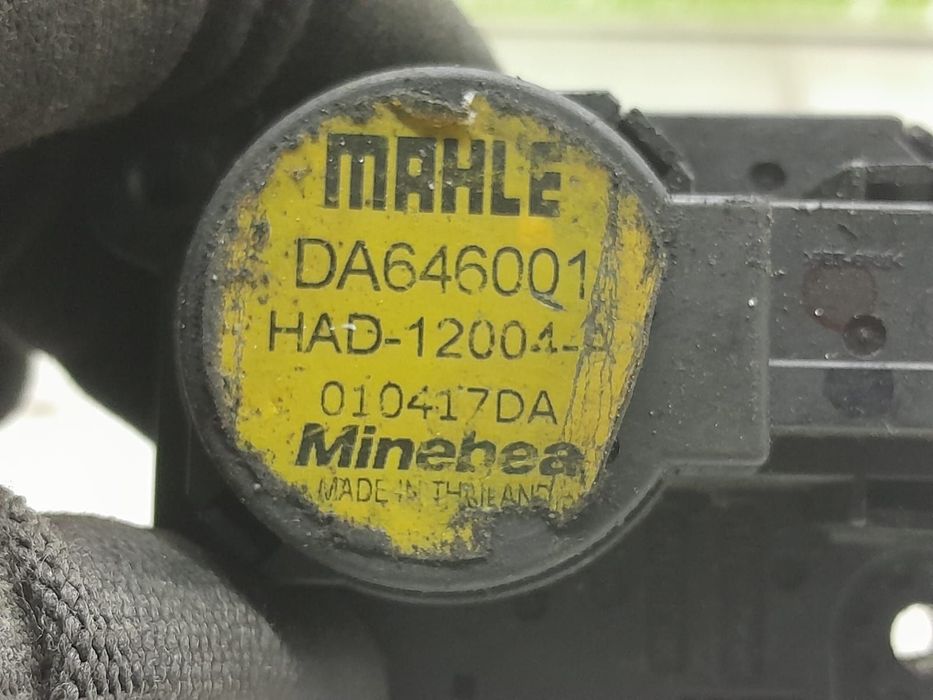 MAHLE
DA646001
HAD-12004-A
010417DA
Minebea
MADE IN THAILAND